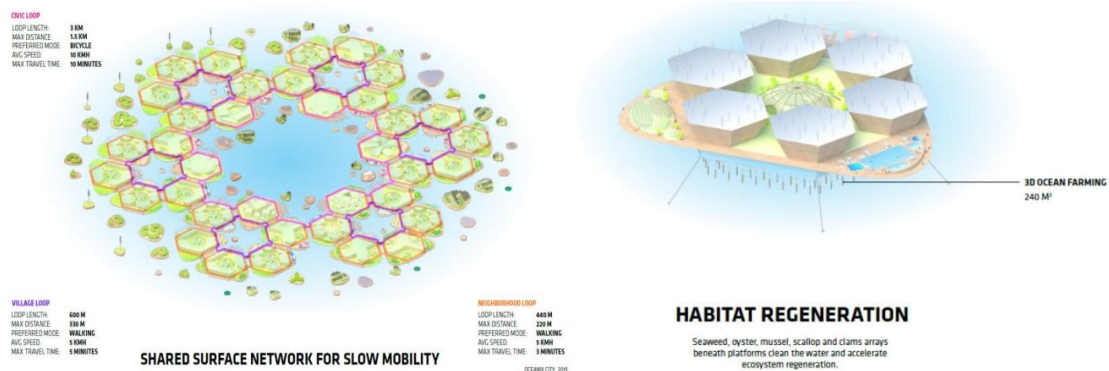 CIVIC LOOP
LOOP LENGTH: 3 KM
MAX DISTANCE: 1.5 KM
PREFERRED MODE: BICYCLE
AVG SPEED: 10 KMH
MAX TRAVEL TIME: 10 MINUTES
VILLAGE LOOP
LOOP LENGTH: 600 M
MAX DISTANCE: 330 M
PREFERRED MODE: WALKING
AVG SPEED: 5 KMH
MAX TRAVEL TIME: 5 MINUTES
SHARED SURFACE NETWORK FOR SLOW MOBILITY
NEIGHBORHOOD LOOP
LOOP LENGTH: 440 M
MAX DISTANCE: 220 M
PREFERRED MODE: WALKING
AVG SPEED: 5 KMH
MAX TRAVEL TIME: 3 MINUTES
OCEANIX CITY, 2019
3D OCEAN FARMING
240 M²
HABITAT REGENERATION
Seaweed, oyster, mussel, scallop and clams arrays
beneath platforms clean the water and accelerate
ecosystem regeneration.